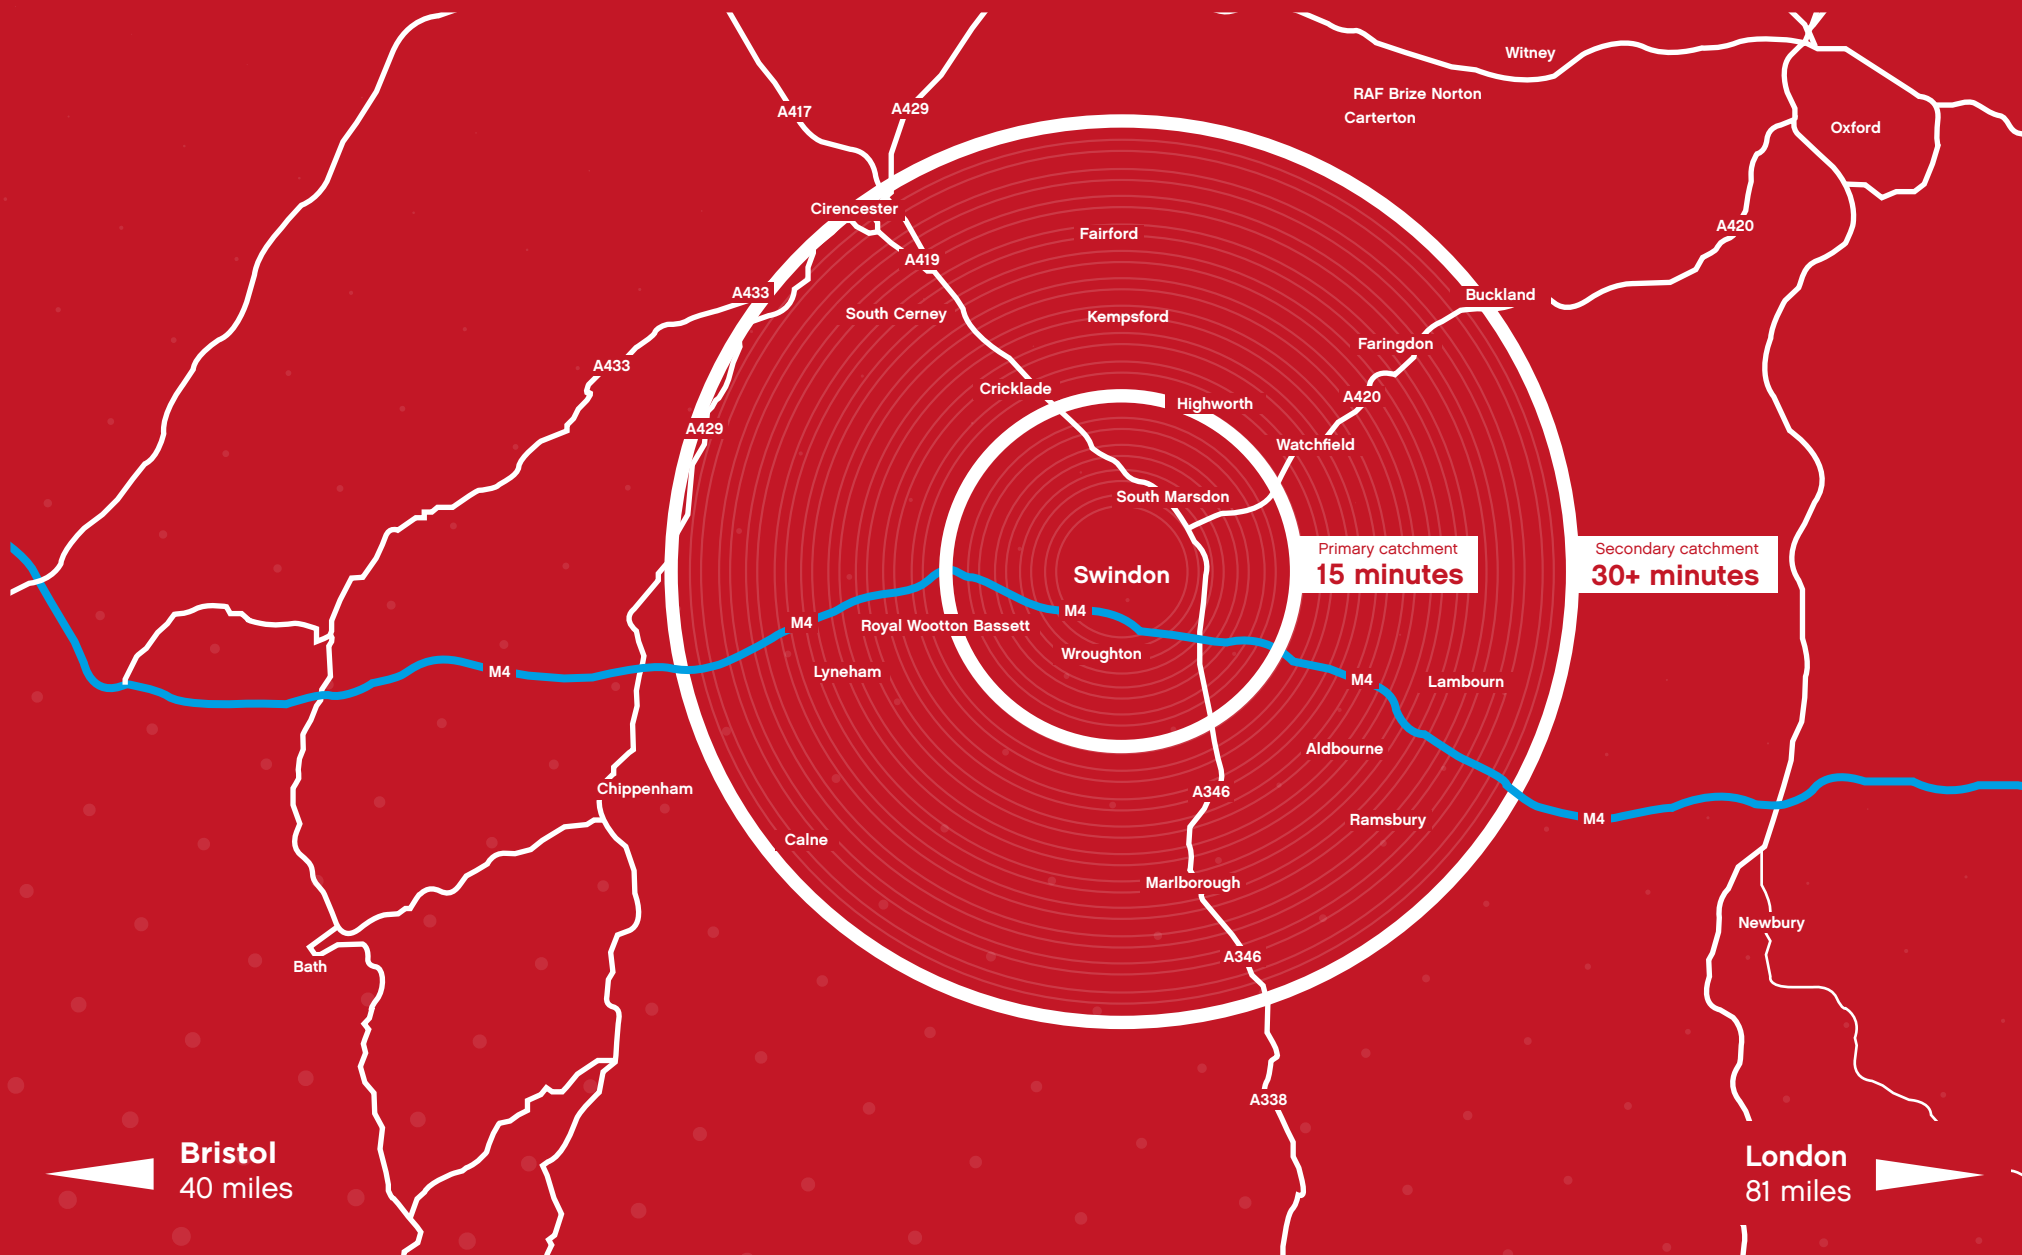 Witney
RAF Brize Norton
Carterton
A417
A429
Oxford
Cirencester
A420
Fairford
A419
A433
Buckland
South Cerney
Kempsford
Faringdon
A433
Cricklade
A420
Highworth
A429
Watchfield
South Marsdon
Primary catchment
15 minutes
Secondary catchment
30+ minutes
Swindon
M4
M4
Royal Wootton Bassett
Wroughton
M4
Lyneham
M4
Lambourn
Aldbourne
Chippenham
A346
Ramsbury
M4
Calne
Marlborough
Newbury
A346
Bath
A338
Bristol
40 miles
London
81 miles